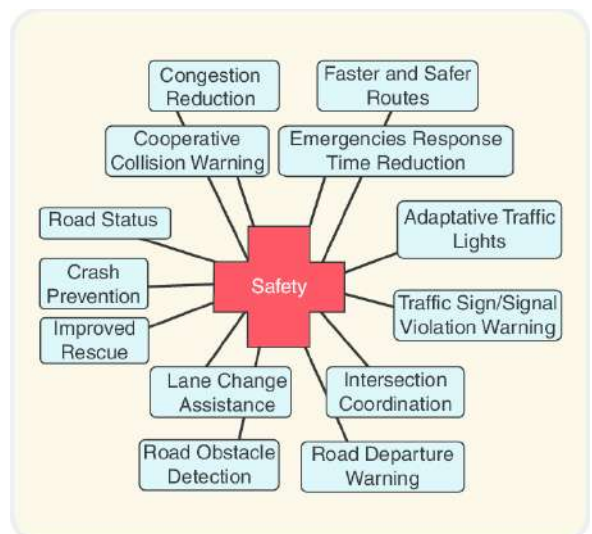 Congestion
Reduction
Faster and Safer
Routes
Cooperative
Collision Warning
Emergencies Response
Time Reduction
Road Status
Adaptative Traffic
Lights
Crash
Prevention
Safety
Traffic Sign/Signal
Violation Warning
Improved
Rescue
Lane Change
Assistance
Intersection
Coordination
Road Obstacle
Detection
Road Departure
Warning